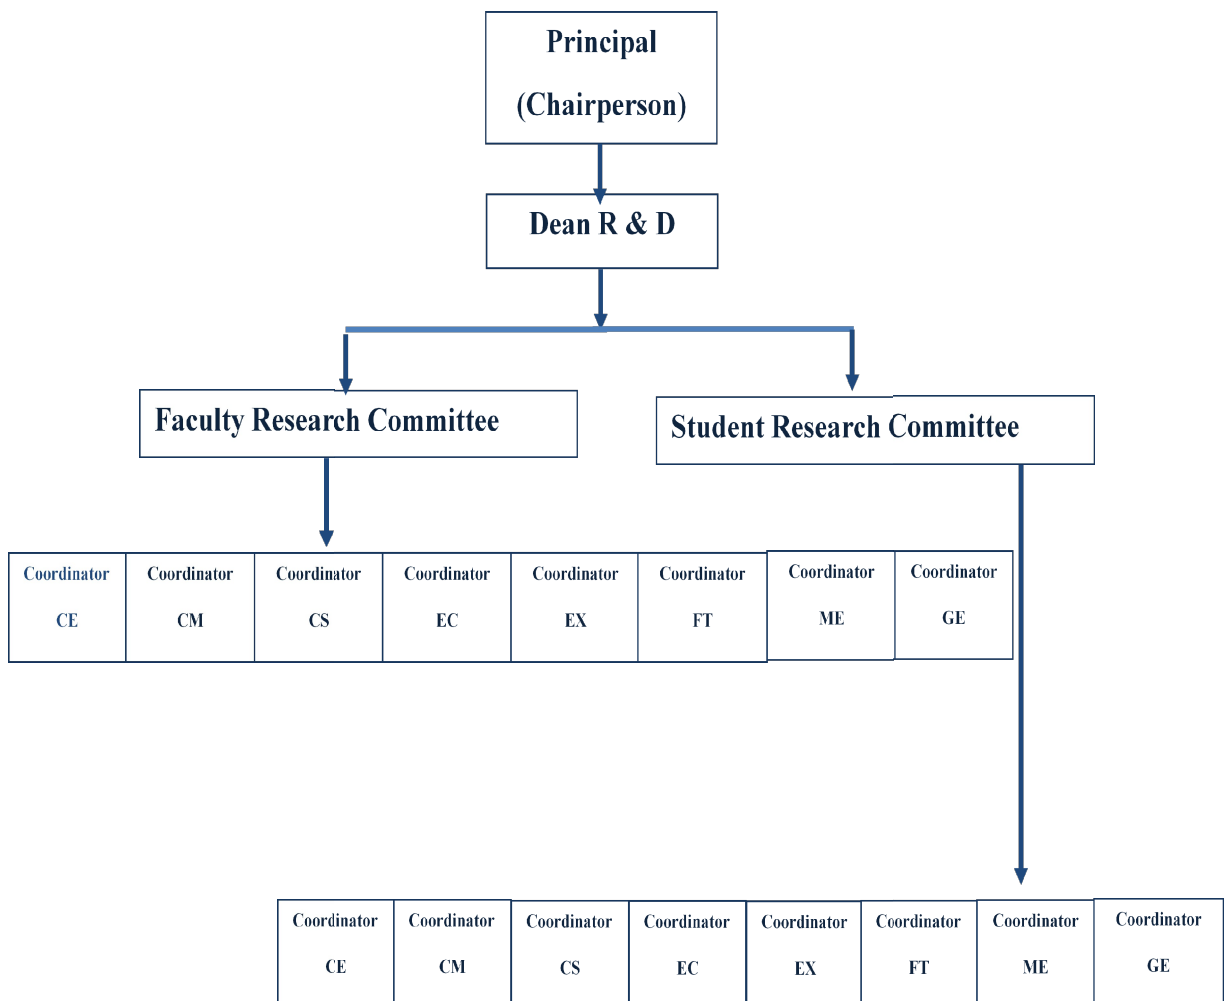 Principal
(Chairperson)
Dean R & D
Faculty Research Committee
Student Research Committee
Coordinator Coordinator Coordinator Coordinator Coordinator Coordinator Coordinator Coordinator
CE CM CS EC EX FT ME GE
Coordinator Coordinator Coordinator Coordinator Coordinator Coordinator Coordinator Coordinator
CE CM CS EC EX FT ME GE